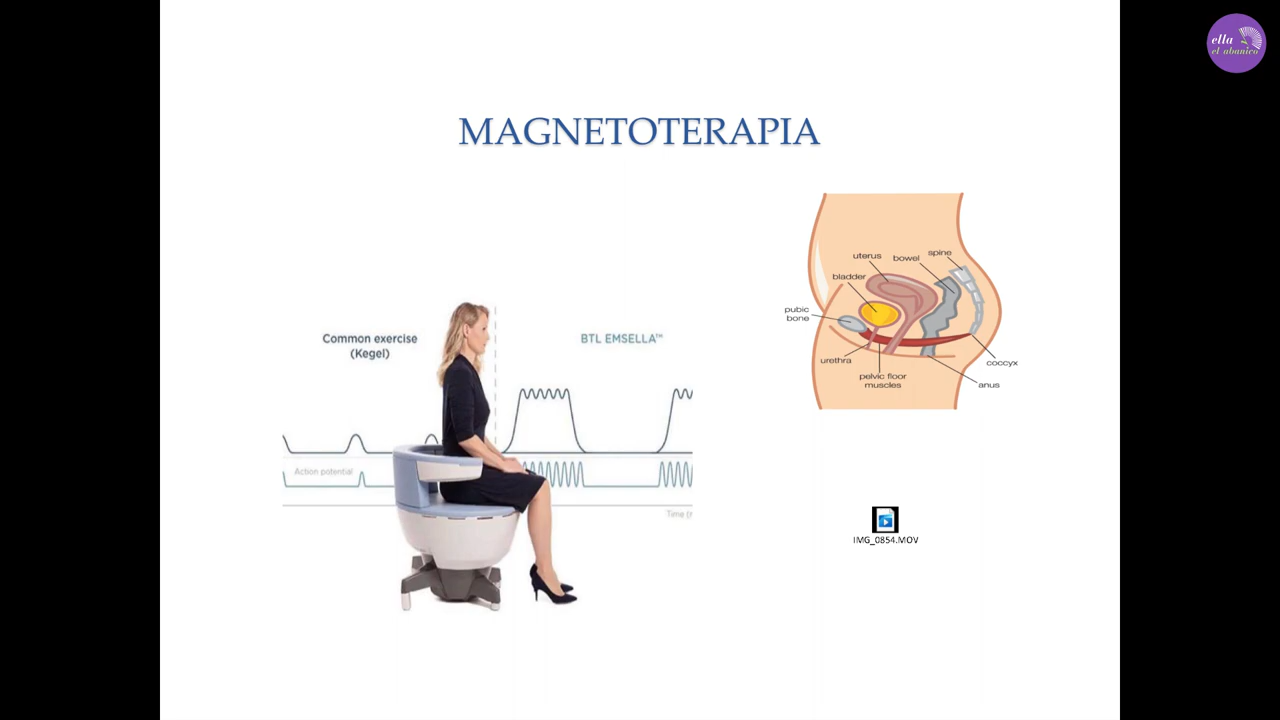 ella
el abanico
MAGNETOTERAPIA
Common exercise
(Kegel)
BTL EMSELLA™
Action potential
uterus
bowel
spine
bladder
pubic
bone
urethra
pelvic floor
muscles
coccyx
anus
IMG_0854.MOV